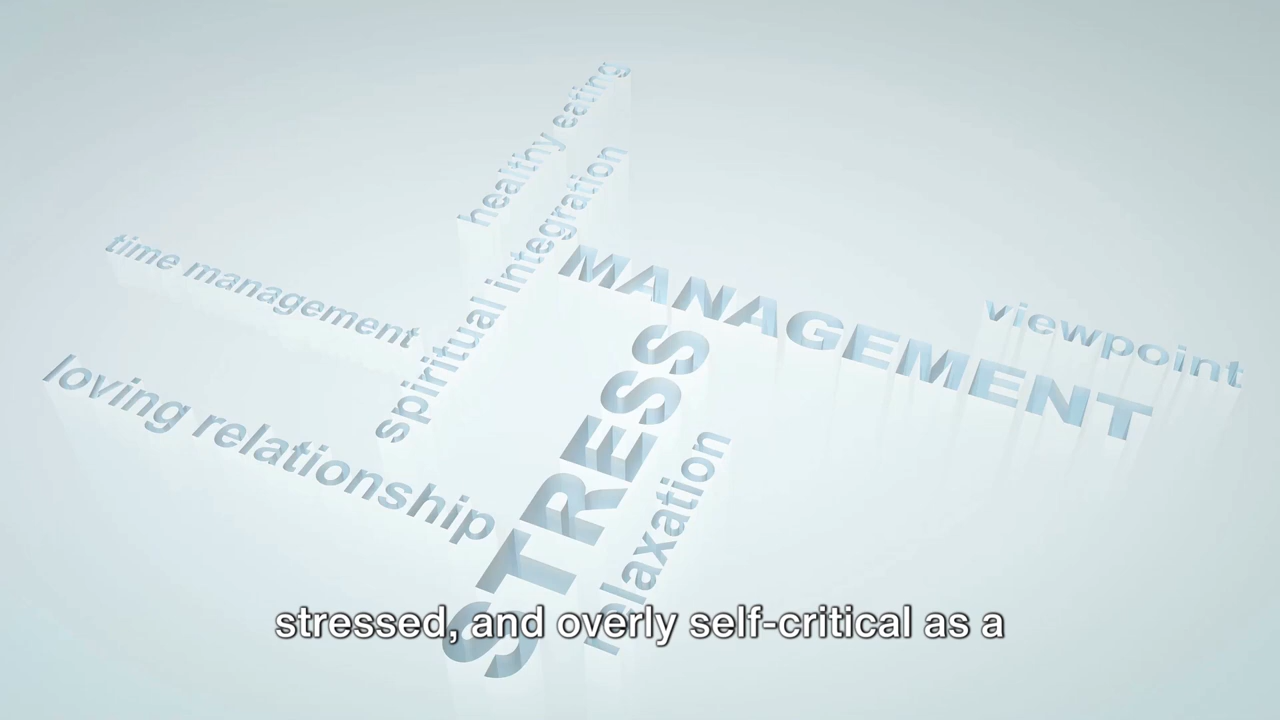 healthy eating
spiritual integration
time management
MANAGEMENT
viewpoint
loving relationship
STRESS
relaxation
stressed, and overly self-critical as a